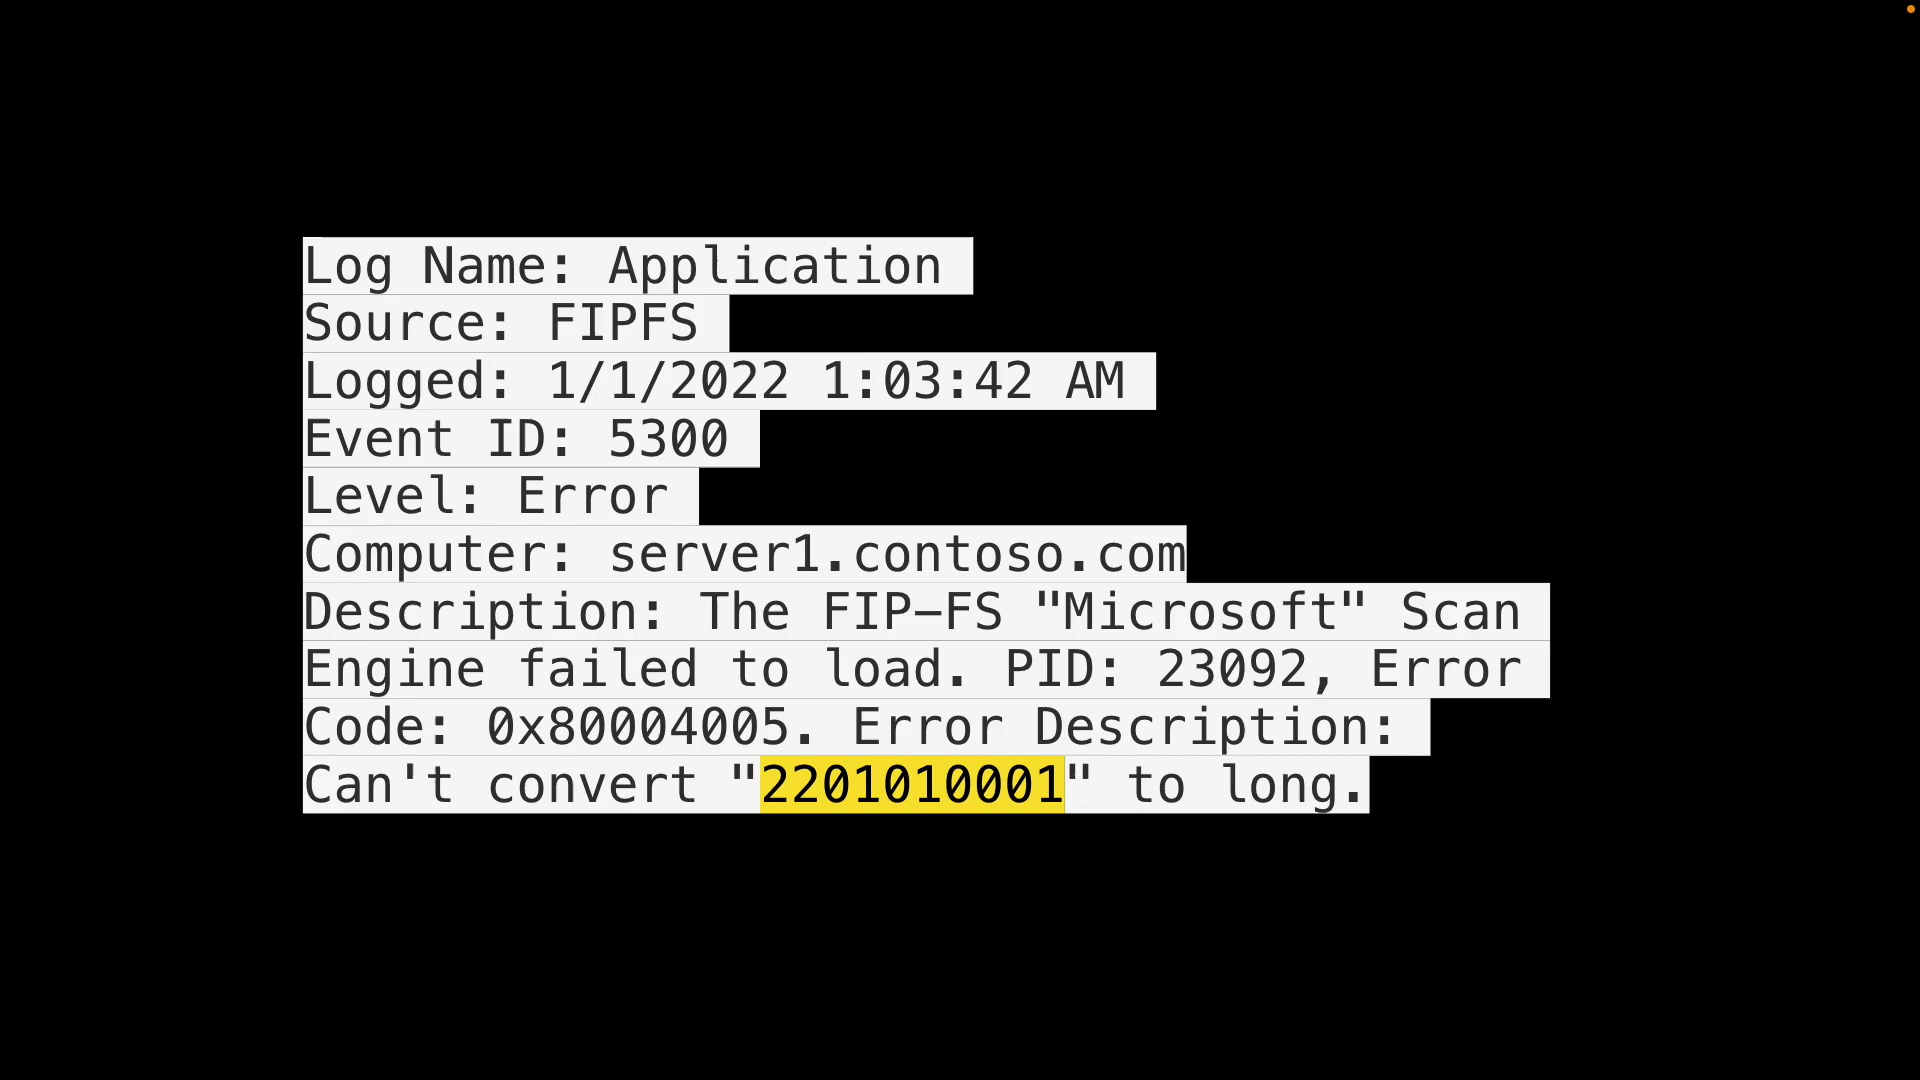 Log Name: Application
Source: FIPFS
Logged: 1/1/2022 1:03:42 AM
Event ID: 5300
Level: Error
Computer: server1.contoso.com
Description: The FIP–FS "Microsoft" Scan
Engine failed to load. PID: 23092, Error
Code: 0x80004005. Error Description:
Can't convert "2201010001" to long.